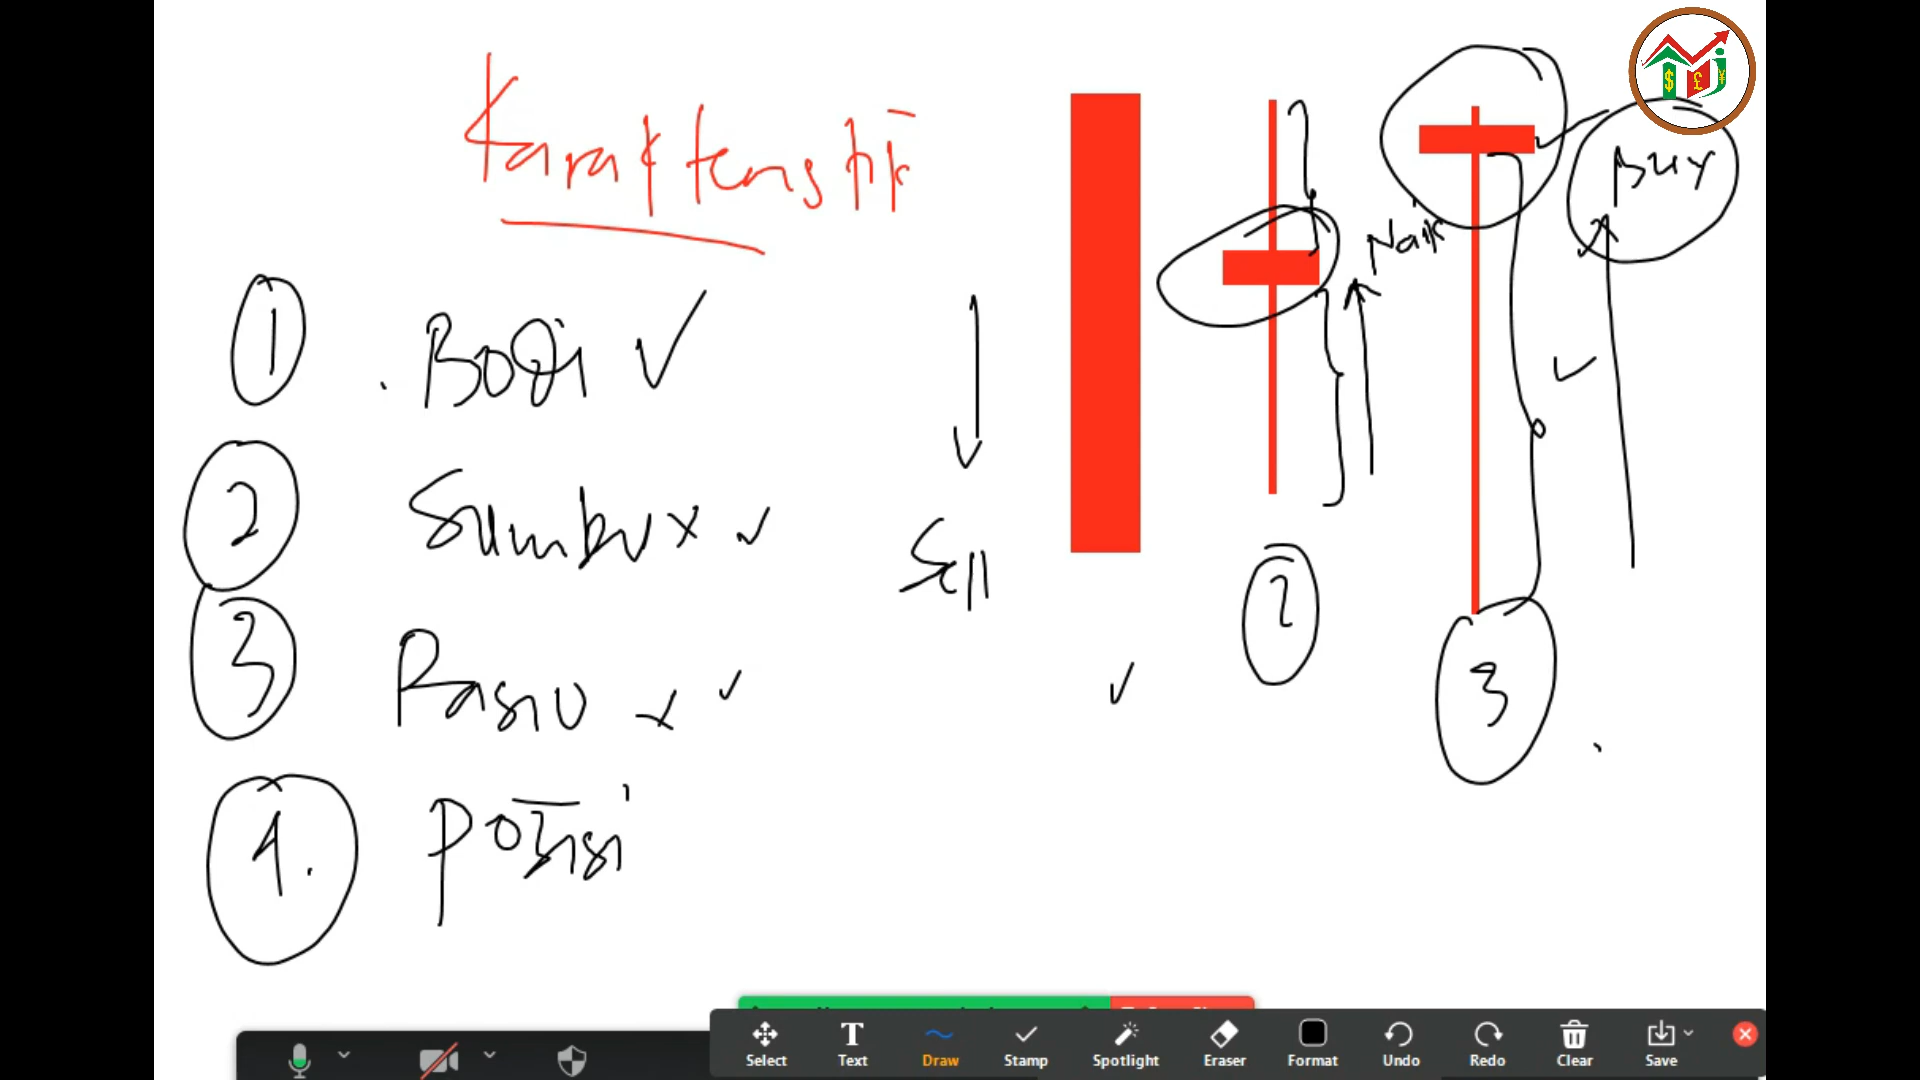 Karakteristik
1 Bodi
2 Sumbu x
3 Rasio x
4. Posisi
Sell
2
Naik
3
Buy
Select Text Draw Stamp Spotlight Eraser Format Undo Redo Clear Save